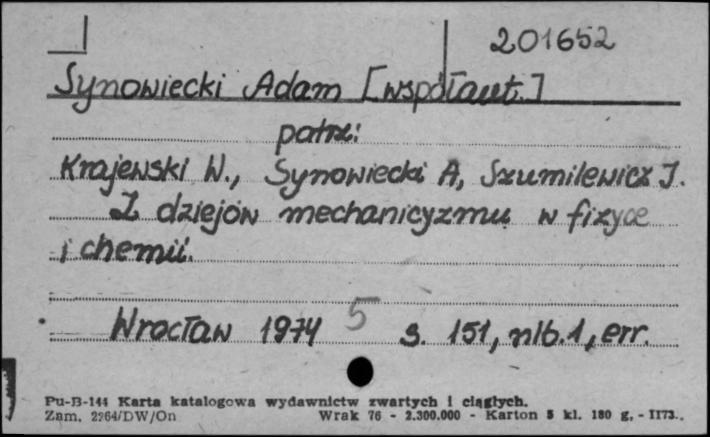 201652
Synowiecki Adam [współaut.]
patrz:
Krajewski W., Synowiecki A, Szumilewicz I.
Z dziejów mechanicyzmu w fizyce
i chemii.
Wrocław 1974 5 s. 151, nlb. 1, err.
Pu-B-144 Karta katalogowa wydawnictw zwartych i ciągłych.
Zam. 2264/DW/On Wrak 76 - 2.300.000 - Karton 5 kl. 180 g. - II73.